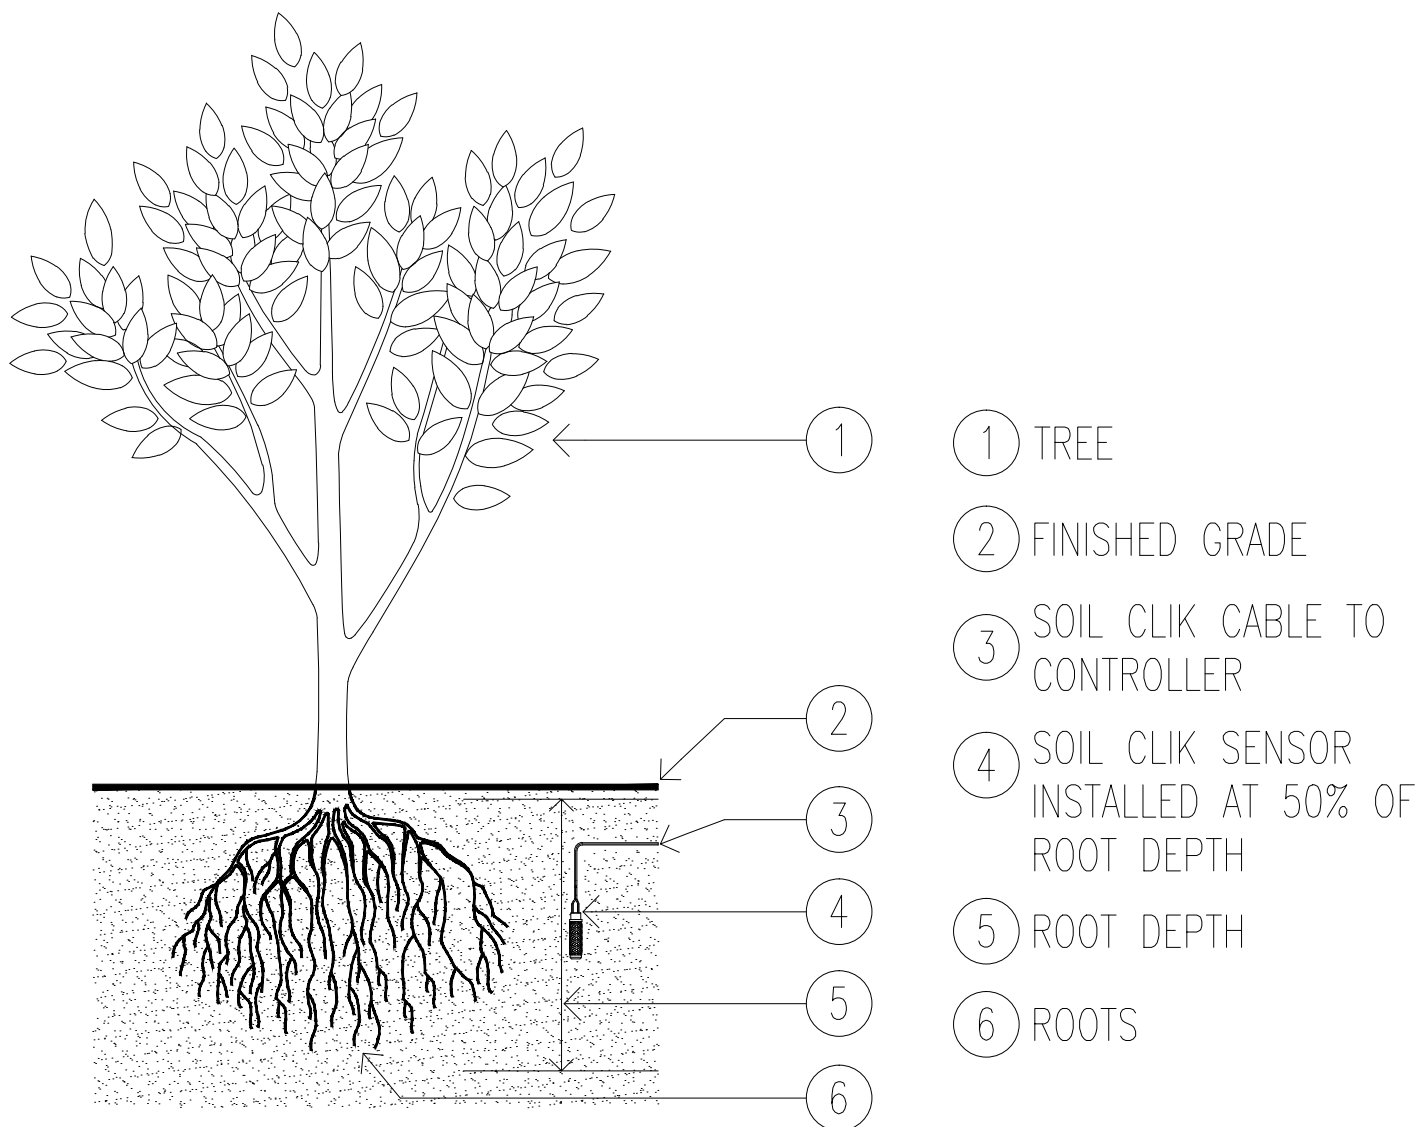 1
1 TREE
2 FINISHED GRADE
3 SOIL CLIK CABLE TO
CONTROLLER
2
4 SOIL CLIK SENSOR
INSTALLED AT 50% OF
ROOT DEPTH
3
4
5 ROOT DEPTH
5
6 ROOTS
6